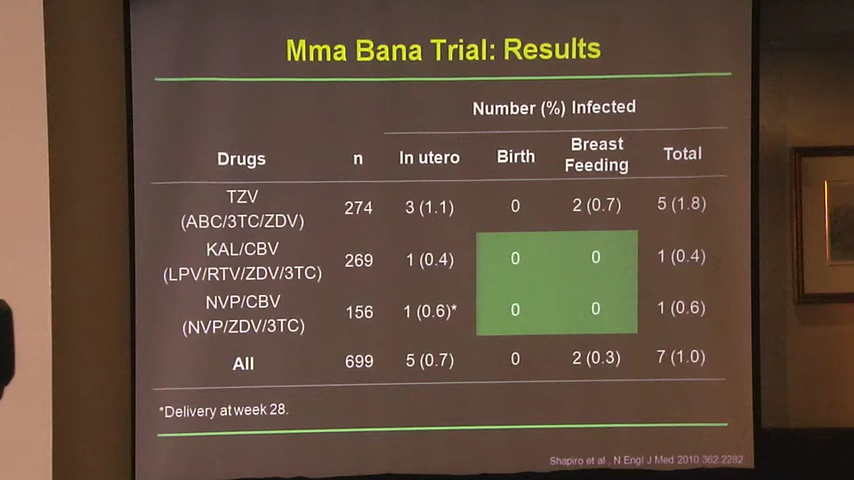 Mma Bana Trial: Results
Number (%) Infected
Drugs n In utero Birth Breast Feeding Total
TZV (ABC/3TC/ZDV) 274 3 (1.1) 0 2 (0.7) 5 (1.8)
KAL/CBV (LPV/RTV/ZDV/3TC) 269 1 (0.4) 0 0 1 (0.4)
NVP/CBV (NVP/ZDV/3TC) 156 1 (0.6)* 0 0 1 (0.6)
All 699 5 (0.7) 0 2 (0.3) 7 (1.0)
*Delivery at week 28.
Shapiro et al., N Engl J Med 2010 362 2282